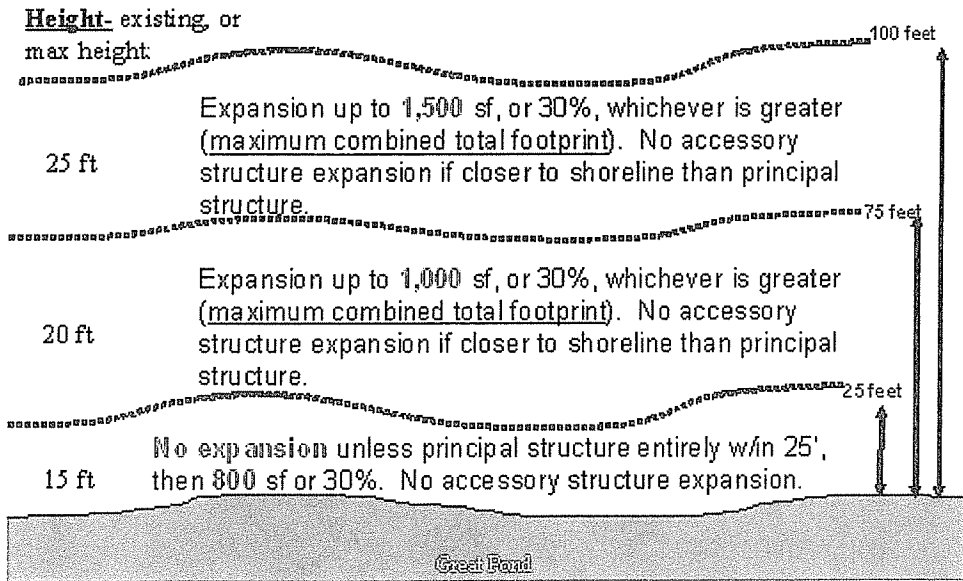 Height- existing, or
max height:
100 feet
Expansion up to 1,500 sf, or 30%, whichever is greater
(maximum combined total footprint). No accessory
structure expansion if closer to shoreline than principal
structure.
25 ft
75 feet
Expansion up to 1,000 sf, or 30%, whichever is greater
(maximum combined total footprint). No accessory
structure expansion if closer to shoreline than principal
structure.
20 ft
25 feet
No expansion unless principal structure entirely w/in 25',
then 800 sf or 30%. No accessory structure expansion.
15 ft
Great Pond